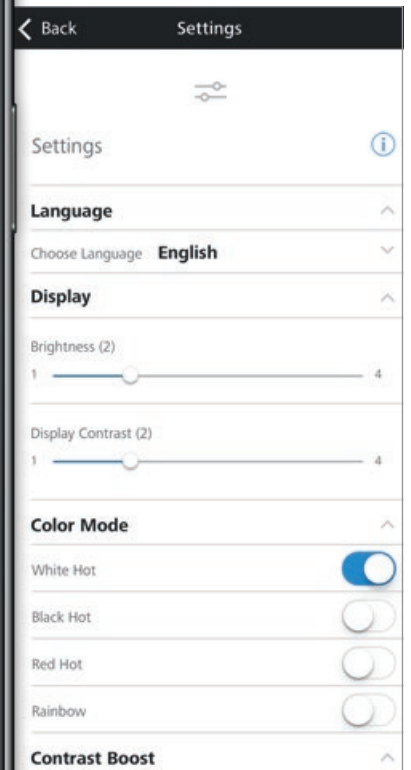 Back Settings
Settings
Language
Choose Language English
Display
Brightness (2)
1 4
Display Contrast (2)
1 4
Color Mode
White Hot
Black Hot
Red Hot
Rainbow
Contrast Boost